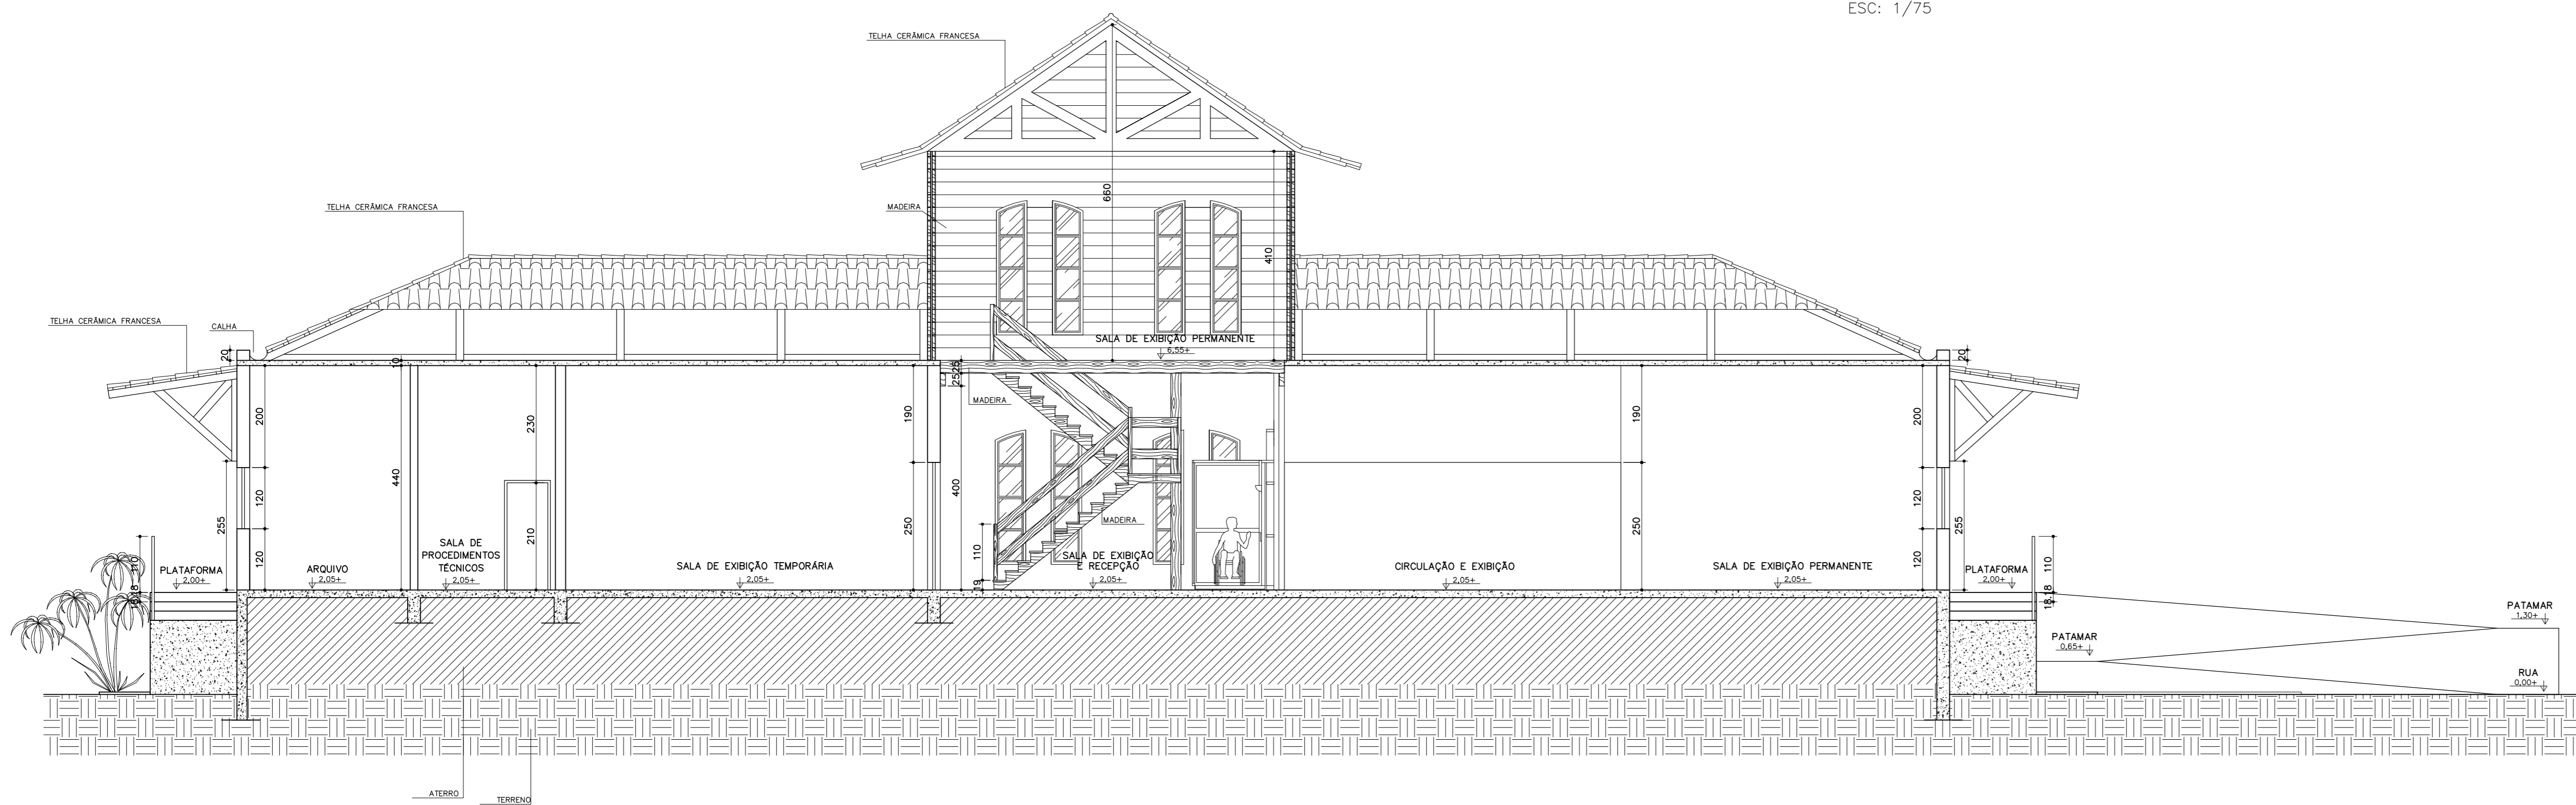 ESC: 1/75
TELHA CERÂMICA FRANCESA
660
TELHA CERÂMICA FRANCESA
MADEIRA
410
TELHA CERÂMICA FRANCESA
CALHA
20
10
SALA DE EXIBIÇÃO PERMANENTE
6,55+
20
25
25
MADEIRA
200
230
190
190
200
440
400
120
255
250
210
MADEIRA
250
120
255
110
120
110
19
120
110
PLATAFORMA
2,00+
ARQUIVO
2,05+
SALA DE
PROCEDIMENTOS
TÉCNICOS
2,05+
SALA DE EXIBIÇÃO TEMPORÁRIA
2,05+
SALA DE EXIBIÇÃO
E RECEPÇÃO
2,05+
CIRCULAÇÃO E EXIBIÇÃO
2,05+
SALA DE EXIBIÇÃO PERMANENTE
2,05+
PLATAFORMA
2,00+
18
18
18
18
PATAMAR
1,30+
PATAMAR
0,65+
RUA
0,00+
ATERRO
TERRENO